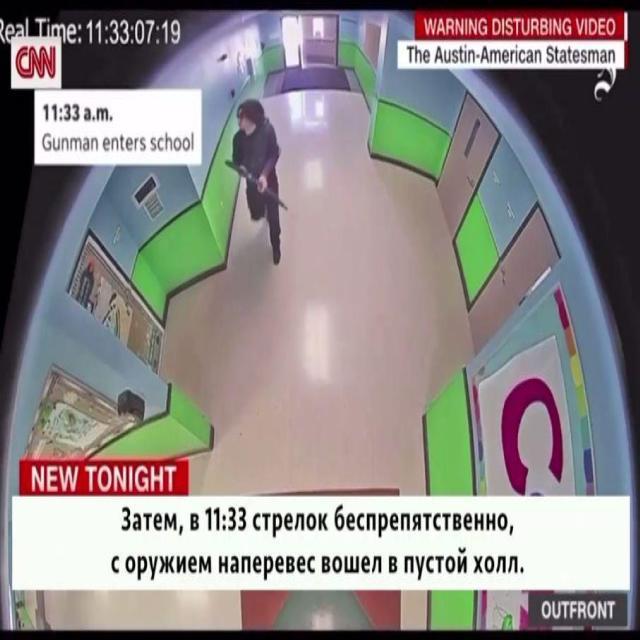 Real Time: 11:33:07:19
CNN
WARNING DISTURBING VIDEO
The Austin-American Statesman
11:33 a.m.
Gunman enters school
C
NEW TONIGHT
Затем, в 11:33 стрелок беспрепятственно,
с оружием наперевес вошел в пустой холл.
OUTFRONT